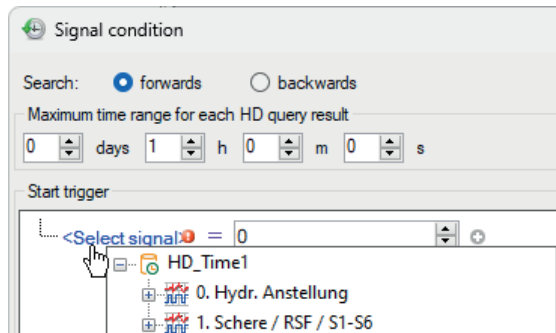 Signal condition
Search: forwards backwards
Maximum time range for each HD query result
0 days 1 h 0 m 0 s
Start trigger
<Select signal> = 0
HD_Time1
0. Hydr. Anstellung
1. Schere / RSF / S1-S6